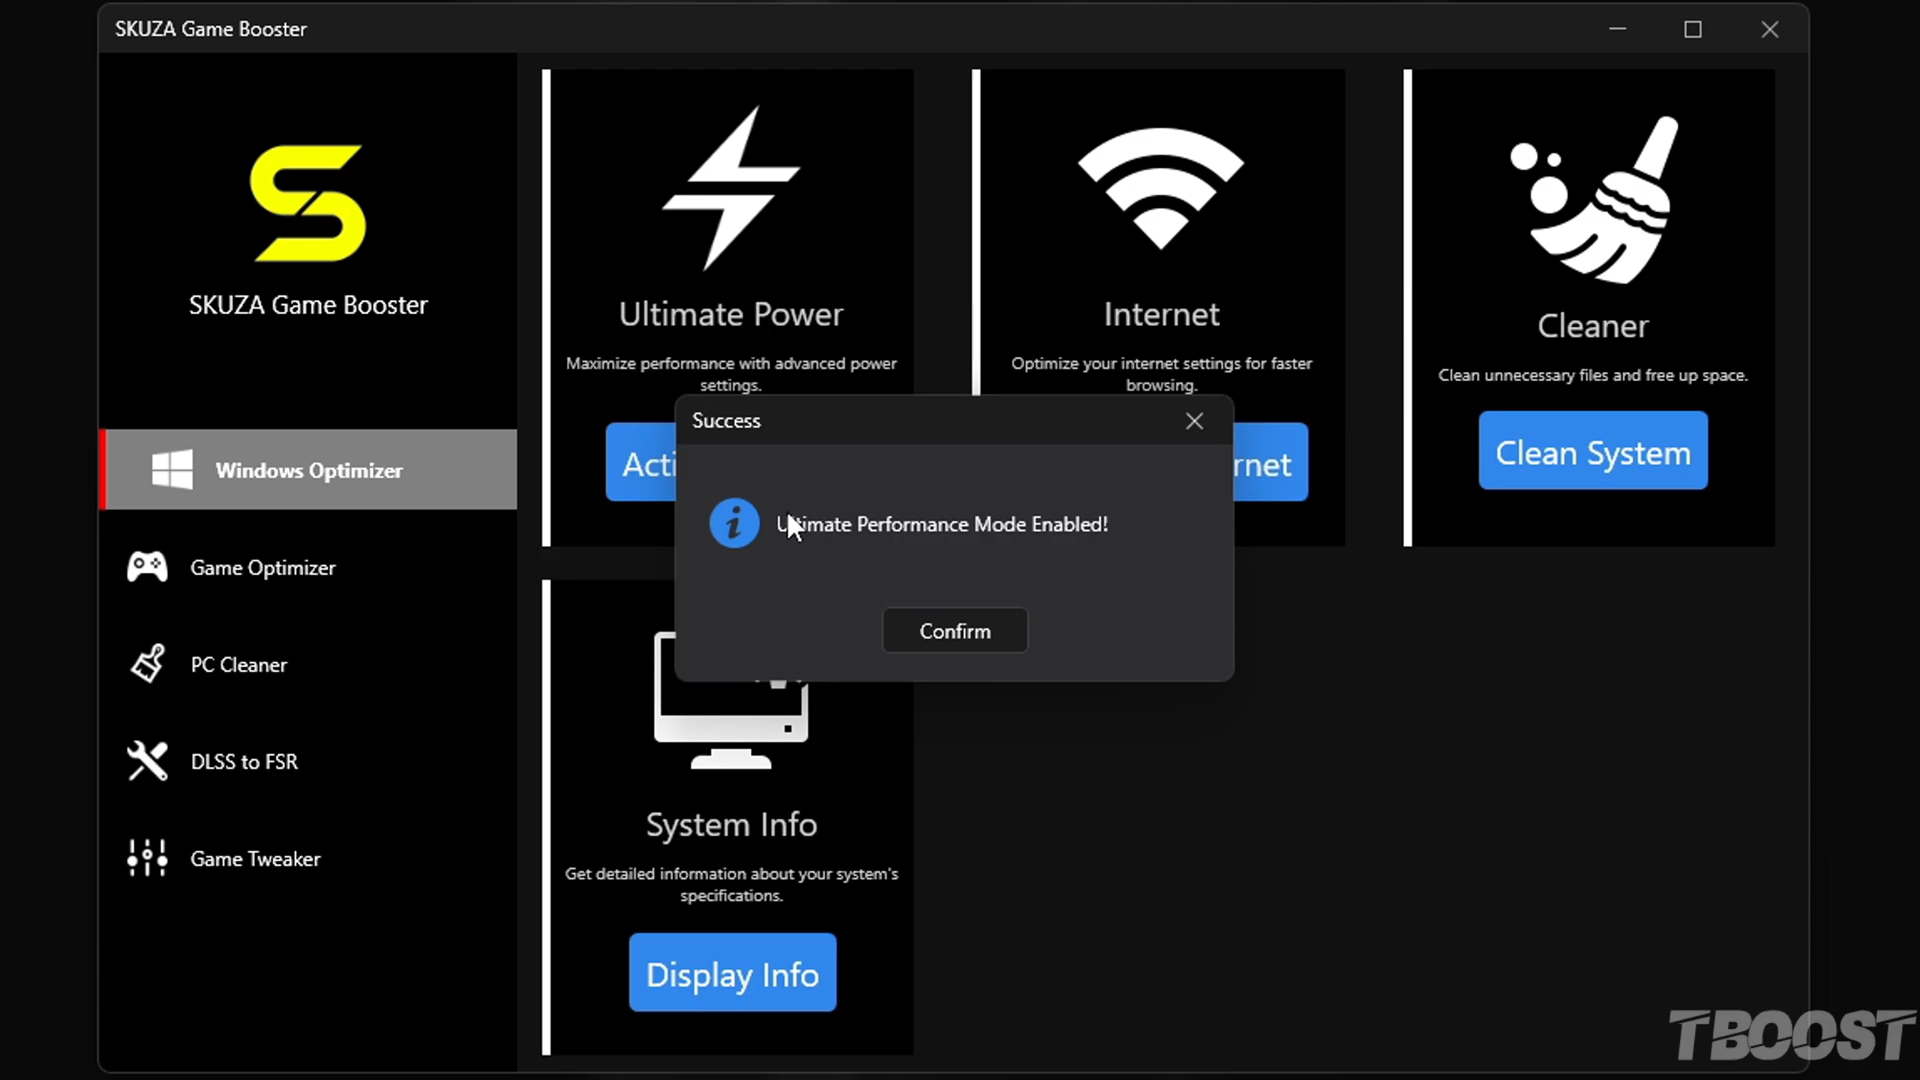 SKUZA Game Booster
SKUZA Game Booster
Windows Optimizer
Game Optimizer
PC Cleaner
DLSS to FSR
Game Tweaker
Ultimate Power
Maximize performance with advanced power
settings.
Acti
Internet
Optimize your internet settings for faster
browsing.
rnet
Cleaner
Clean unnecessary files and free up space.
Clean System
Success
Ultimate Performance Mode Enabled!
Confirm
System Info
Get detailed information about your system's
specifications.
Display Info
TBOOST